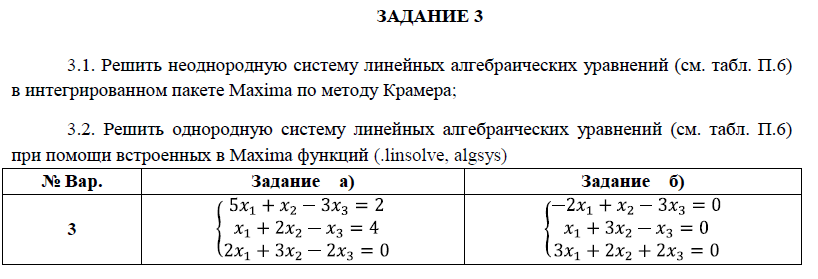 ЗАДАНИЕ 3
3.1. Решить неоднородную систему линейных алгебраических уравнений (см. табл. П.6)
в интегрированном пакете Maxima по методу Крамера;
3.2. Решить однородную систему линейных алгебраических уравнений (см. табл. П.6)
при помощи встроенных в Maxima функций (.linsolve, algsys)
№ Вар. Задание а) Задание б)
3
5x₁ + x₂ − 3x₃ = 2
x₁ + 2x₂ − x₃ = 4
2x₁ + 3x₂ − 2x₃ = 0
−2x₁ + x₂ − 3x₃ = 0
x₁ + 3x₂ − x₃ = 0
3x₁ + 2x₂ + 2x₃ = 0